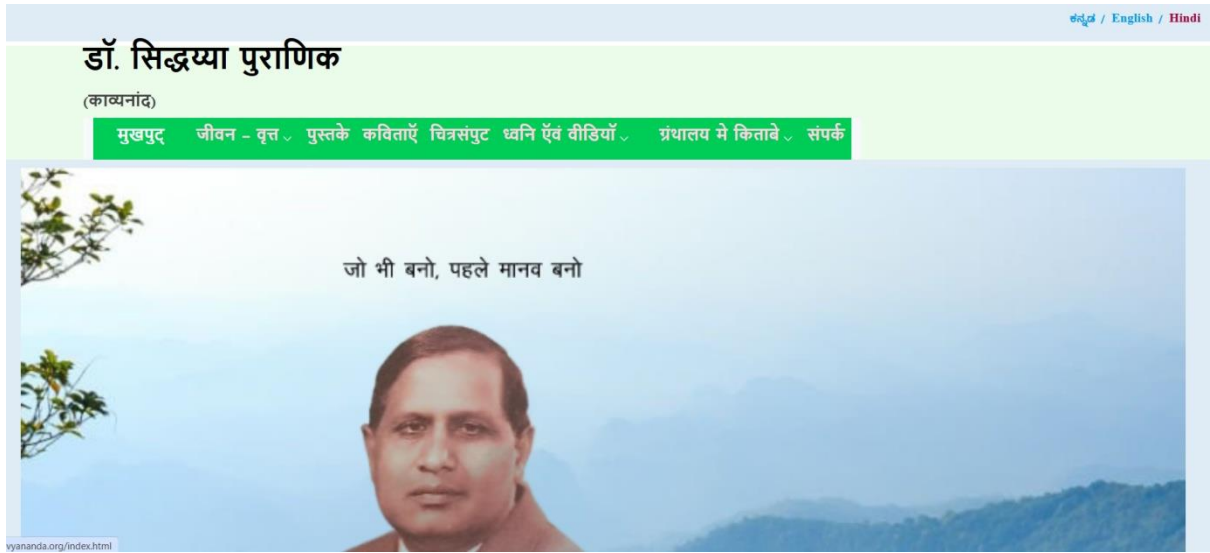 ಕನ್ನಡ / English / Hindi
डॉ. सिद्धय्या पुराणिक
(काव्यनांद)
मुखपुट् जीवन - वृत्त पुस्तके कविताएँ चित्रसंपुट ध्वनि ऍवं वीडियॉ ग्रंथालय मे किताबे संपर्क
जो भी बनो, पहले मानव बनो
vyananda.org/index.html